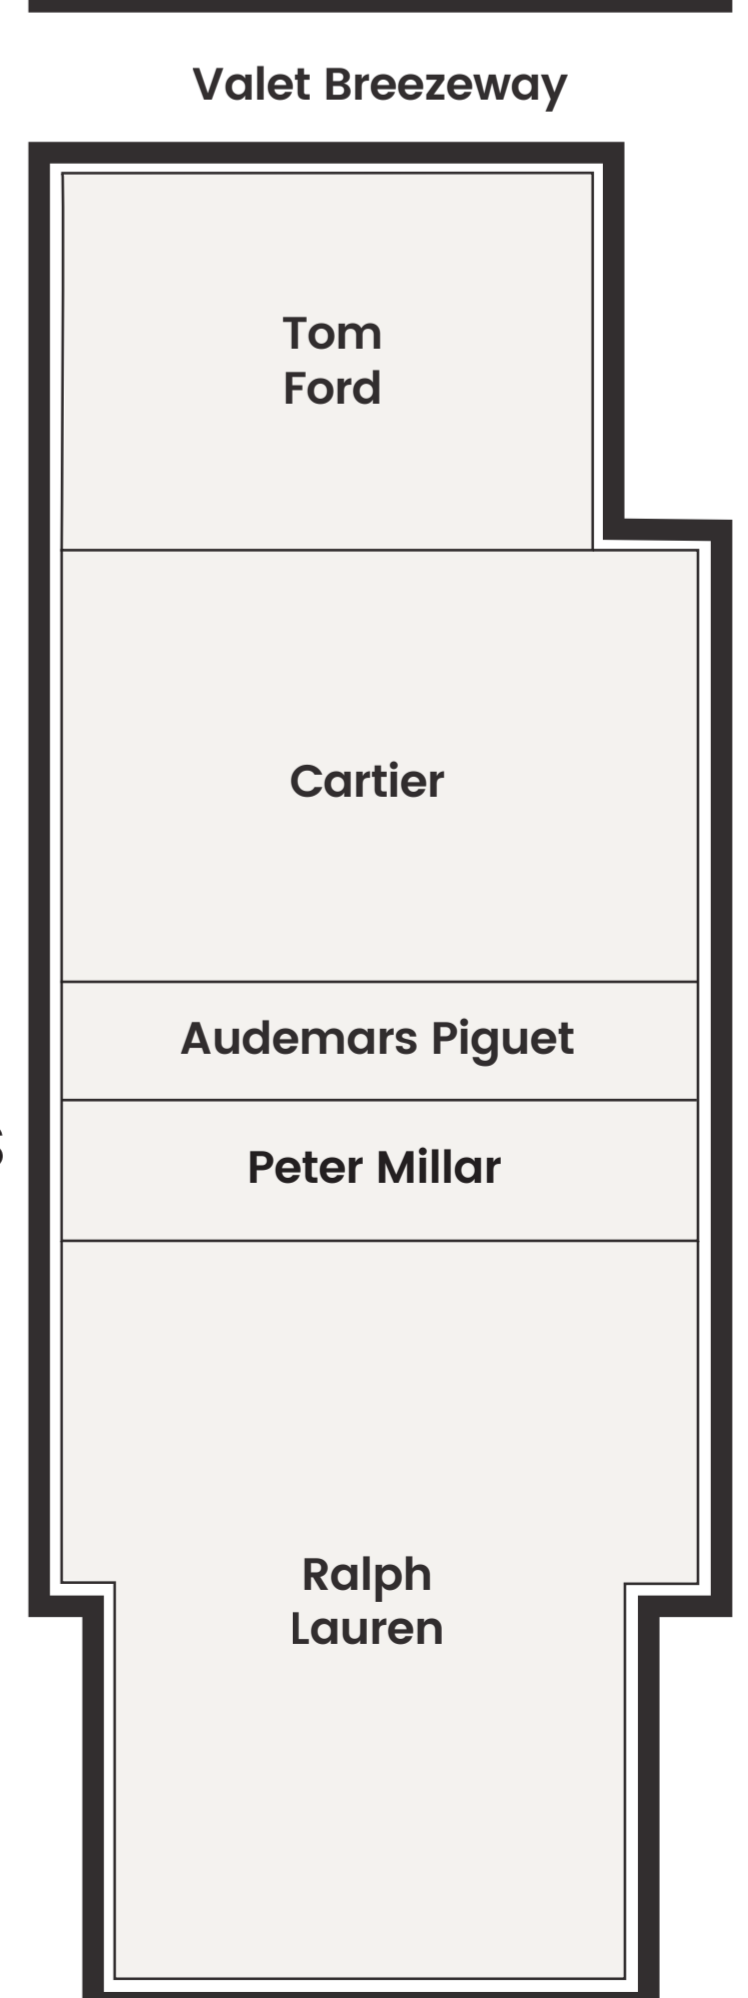 Valet Breezeway
Tom
Ford
Cartier
Audemars Piguet
Peter Millar
Ralph
Lauren